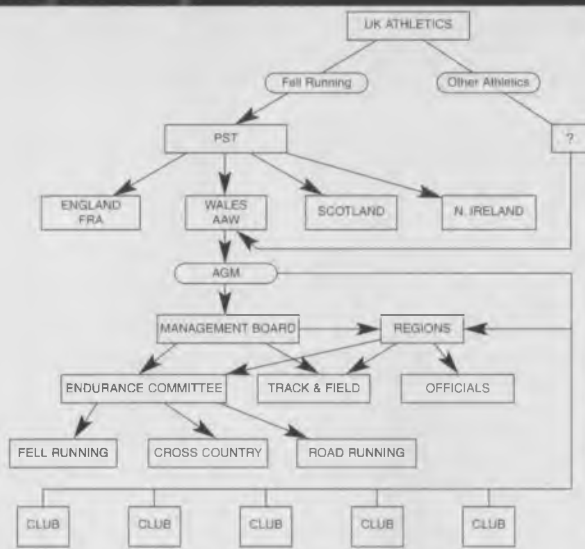 UK ATHLETICS
Fell Running
Other Athletics
PST
?
ENGLAND
FRA
WALES
AAW
SCOTLAND
N. IRELAND
AGM
MANAGEMENT BOARD
REGIONS
ENDURANCE COMMITTEE
TRACK & FIELD
OFFICIALS
FELL RUNNING
CROSS COUNTRY
ROAD RUNNING
CLUB
CLUB
CLUB
CLUB
CLUB